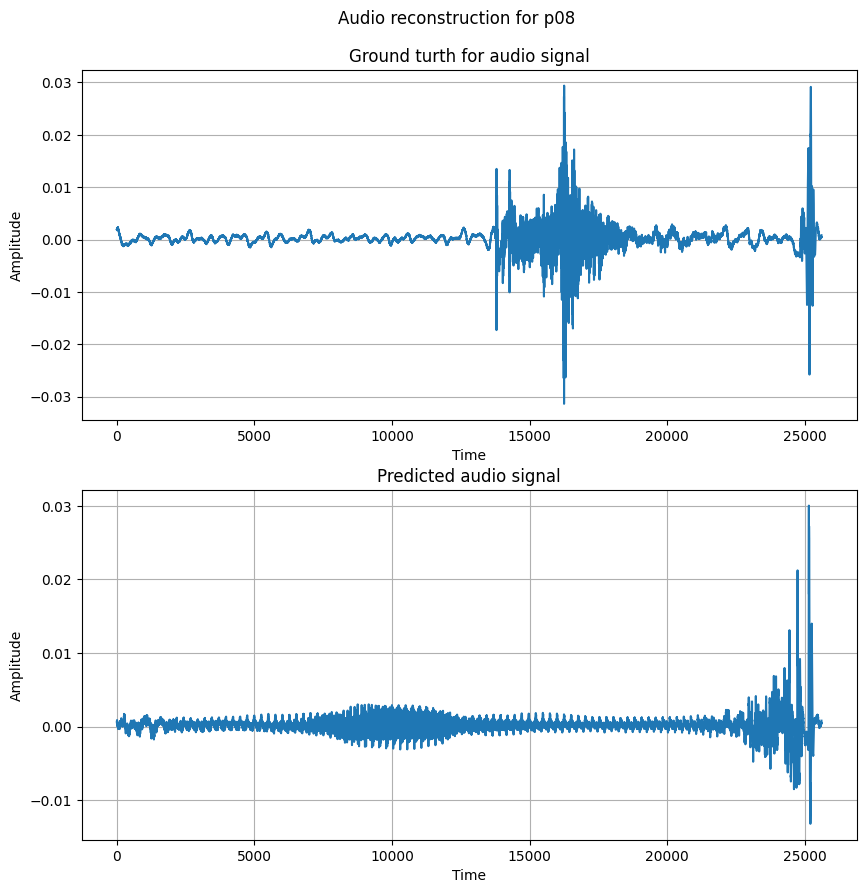 Audio reconstruction for p08
Ground turth for audio signal
0.03
0.02
0.01
0.00
−0.01
−0.02
−0.03
Amplitude
0 5000 10000 15000 20000 25000
Time
Predicted audio signal
0.03
0.02
0.01
0.00
−0.01
Amplitude
0 5000 10000 15000 20000 25000
Time